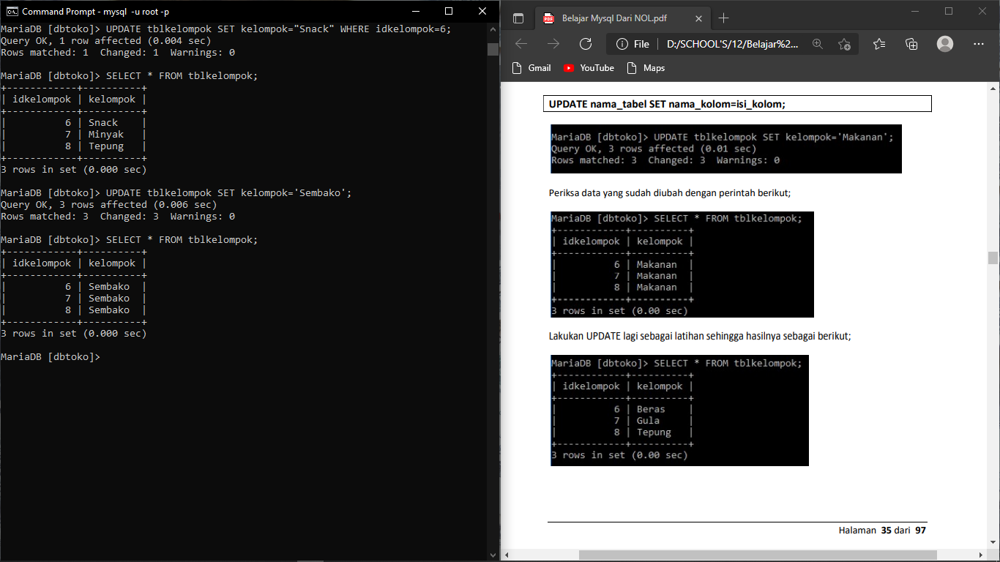 Command Prompt - mysql  -u root -p
MariaDB [dbtoko]> UPDATE tblkelompok SET kelompok="Snack" WHERE idkelompok=6;
Query OK, 1 row affected (0.004 sec)
Rows matched: 1  Changed: 1  Warnings: 0
MariaDB [dbtoko]> SELECT * FROM tblkelompok;
+------------+----------+
| idkelompok | kelompok |
+------------+----------+
|          6 | Snack    |
|          7 | Minyak   |
|          8 | Tepung   |
+------------+----------+
3 rows in set (0.000 sec)
MariaDB [dbtoko]> UPDATE tblkelompok SET kelompok='Sembako';
Query OK, 3 rows affected (0.006 sec)
Rows matched: 3  Changed: 3  Warnings: 0
MariaDB [dbtoko]> SELECT * FROM tblkelompok;
+------------+----------+
| idkelompok | kelompok |
+------------+----------+
|          6 | Sembako  |
|          7 | Sembako  |
|          8 | Sembako  |
+------------+----------+
3 rows in set (0.000 sec)
MariaDB [dbtoko]>
Belajar Mysql Dari NOL.pdf
File | D:/SCHOOL'S/12/Belajar%2...
Gmail YouTube Maps
UPDATE nama_tabel SET nama_kolom=isi_kolom;
MariaDB [dbtoko]> UPDATE tblkelompok SET kelompok='Makanan';
Query OK, 3 rows affected (0.01 sec)
Rows matched: 3  Changed: 3  Warnings: 0
Periksa data yang sudah diubah dengan perintah berikut;
MariaDB [dbtoko]> SELECT * FROM tblkelompok;
+------------+----------+
| idkelompok | kelompok |
+------------+----------+
|          6 | Makanan  |
|          7 | Makanan  |
|          8 | Makanan  |
+------------+----------+
3 rows in set (0.00 sec)
Lakukan UPDATE lagi sebagai latihan sehingga hasilnya sebagai berikut;
MariaDB [dbtoko]> SELECT * FROM tblkelompok;
+------------+----------+
| idkelompok | kelompok |
+------------+----------+
|          6 | Beras    |
|          7 | Gula     |
|          8 | Tepung   |
+------------+----------+
3 rows in set (0.00 sec)
Halaman 35 dari 97